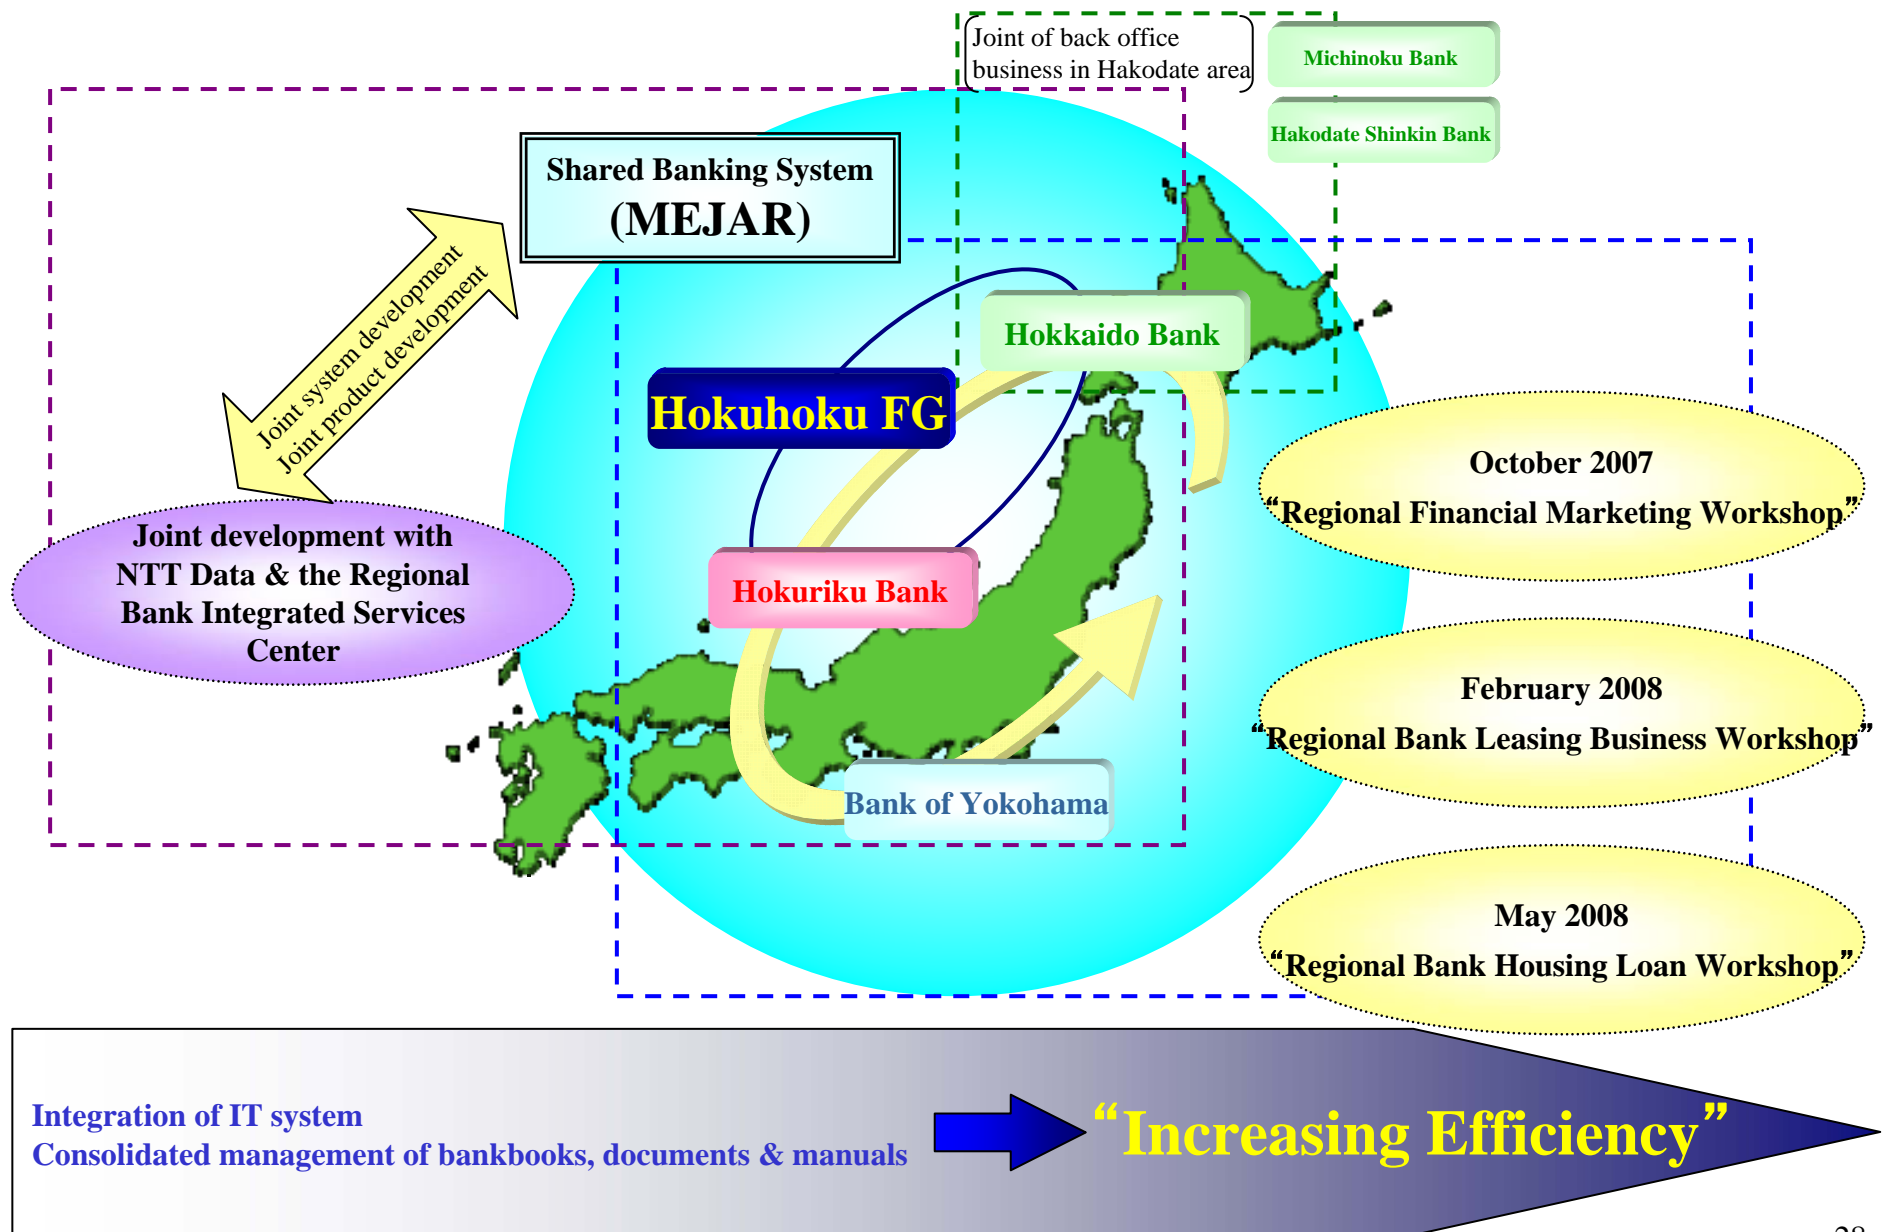 Joint of back office
business in Hakodate area
Michinoku Bank
Hakodate Shinkin Bank
Shared Banking System
(MEJAR)
Joint system development
Joint product development
Hokkaido Bank
Hokuhoku FG
October 2007
“Regional Financial Marketing Workshop”
Joint development with
NTT Data & the Regional
Bank Integrated Services
Center
Hokuriku Bank
February 2008
“Regional Bank Leasing Business Workshop”
Bank of Yokohama
May 2008
“Regional Bank Housing Loan Workshop”
Integration of IT system
Consolidated management of bankbooks, documents & manuals
“Increasing Efficiency”